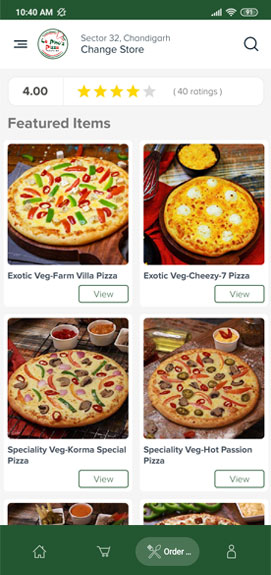 10:40 AM
91
La Pino'z
Pizza
Sector 32, Chandigarh
Change Store
4.00
( 40 ratings )
Featured Items
Exotic Veg-Farm Villa Pizza
View
Exotic Veg-Cheezy-7 Pizza
View
Speciality Veg-Korma Special
Pizza
View
Speciality Veg-Hot Passion
Pizza
View
Order ...